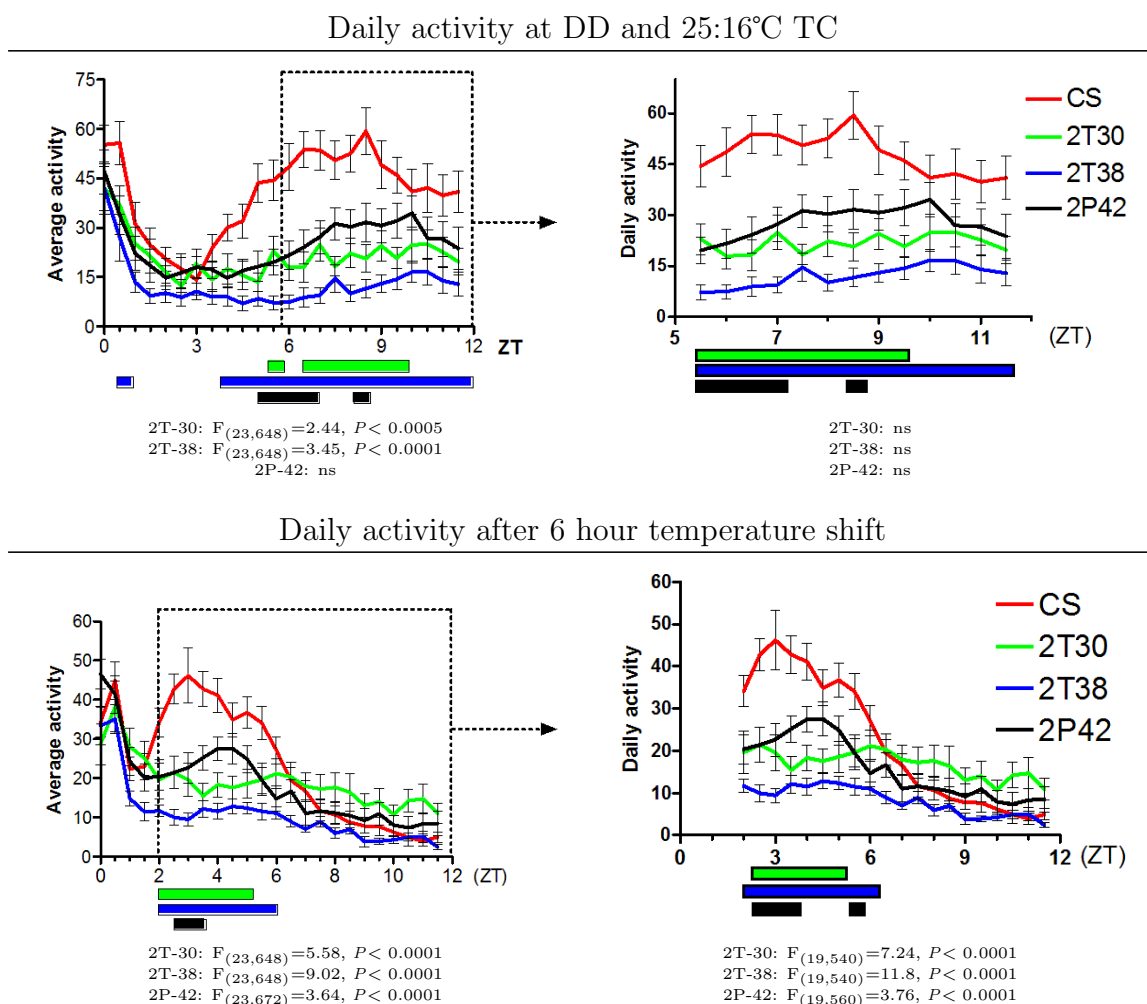 Daily activity at DD and 25:16°C TC
Average activity
75
60
45
30
15
0
0 3 6 9 12 ZT
2T-30: F(23,648)=2.44, P< 0.0005
2T-38: F(23,648)=3.45, P< 0.0001
2P-42: ns
Daily activity
60
45
30
15
0
5 7 9 11 (ZT)
CS
2T30
2T38
2P42
2T-30: ns
2T-38: ns
2P-42: ns
Daily activity after 6 hour temperature shift
Average activity
60
50
40
30
20
10
0
0 2 4 6 8 10 12 (ZT)
2T-30: F(23,648)=5.58, P< 0.0001
2T-38: F(23,648)=9.02, P< 0.0001
2P-42: F(23,672)=3.64, P< 0.0001
Daily activity
60
50
40
30
20
10
0
0 3 6 9 12 (ZT)
CS
2T30
2T38
2P42
2T-30: F(19,540)=7.24, P< 0.0001
2T-38: F(19,540)=11.8, P< 0.0001
2P-42: F(19,560)=3.76, P< 0.0001